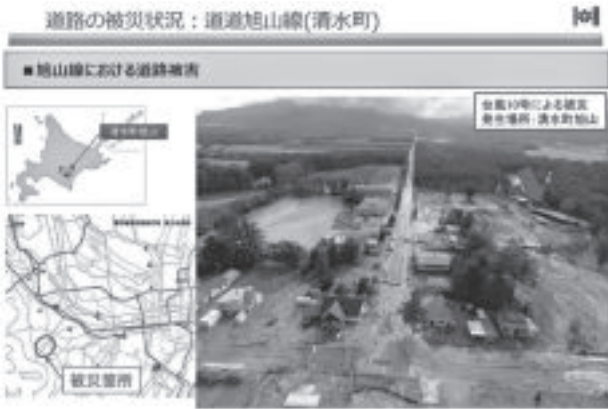 道路の被災状況：道道旭山線(清水町)
■旭山線における道路被害
台風10号による被災
発生場所：清水町旭山
被災箇所